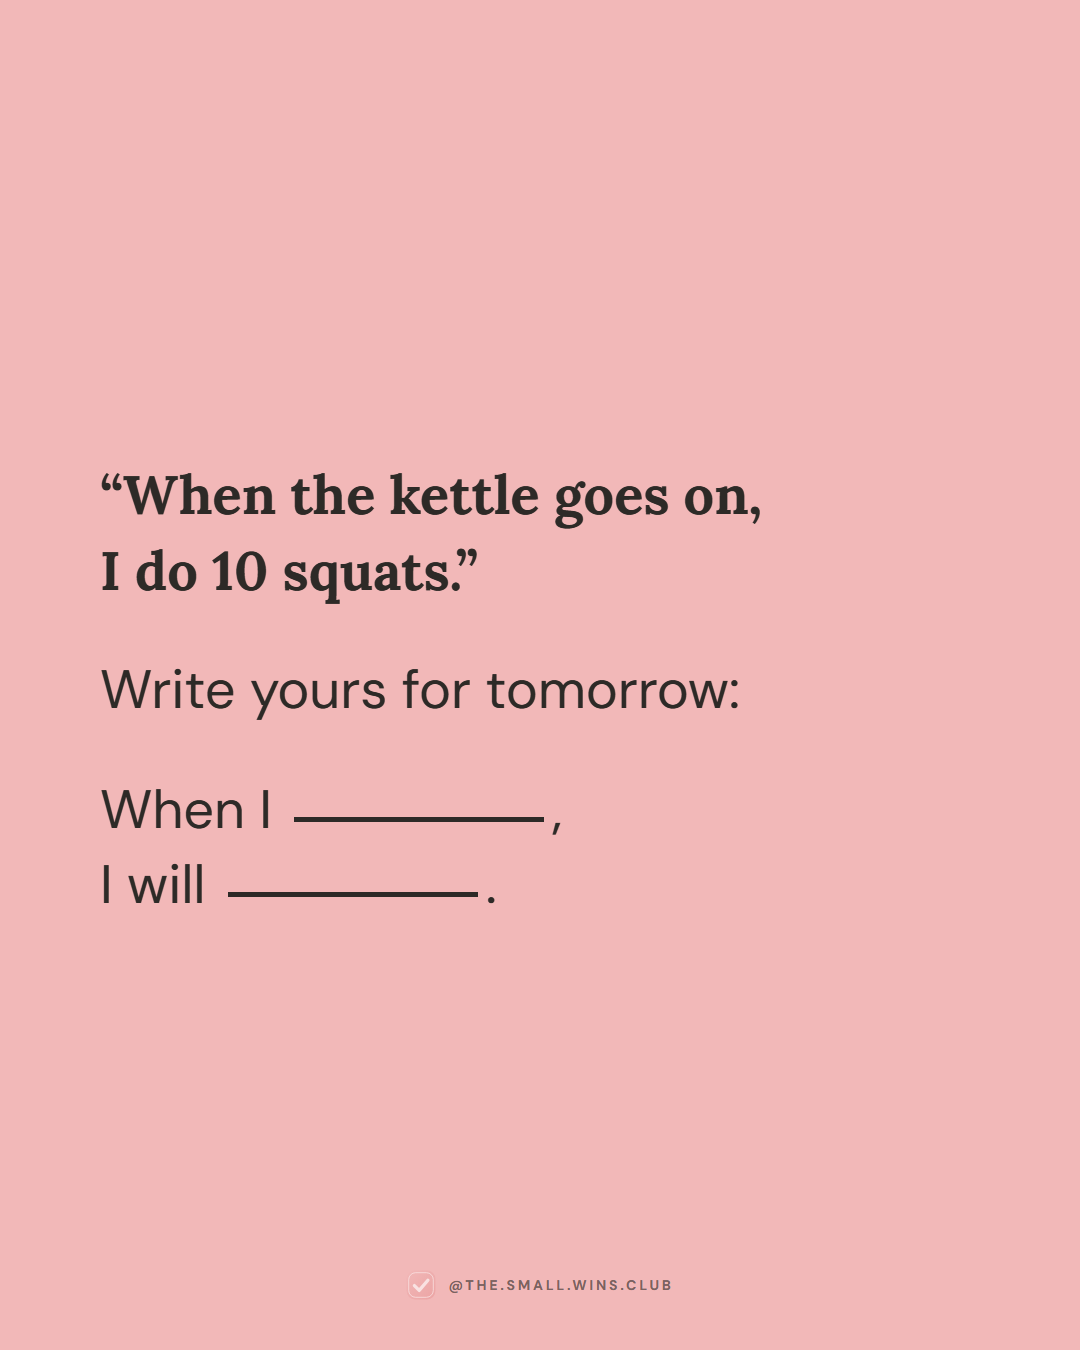 “When the kettle goes on,
I do 10 squats.”
Write yours for tomorrow:
When I ________,
I will ________.
@THE.SMALL.WINS.CLUB